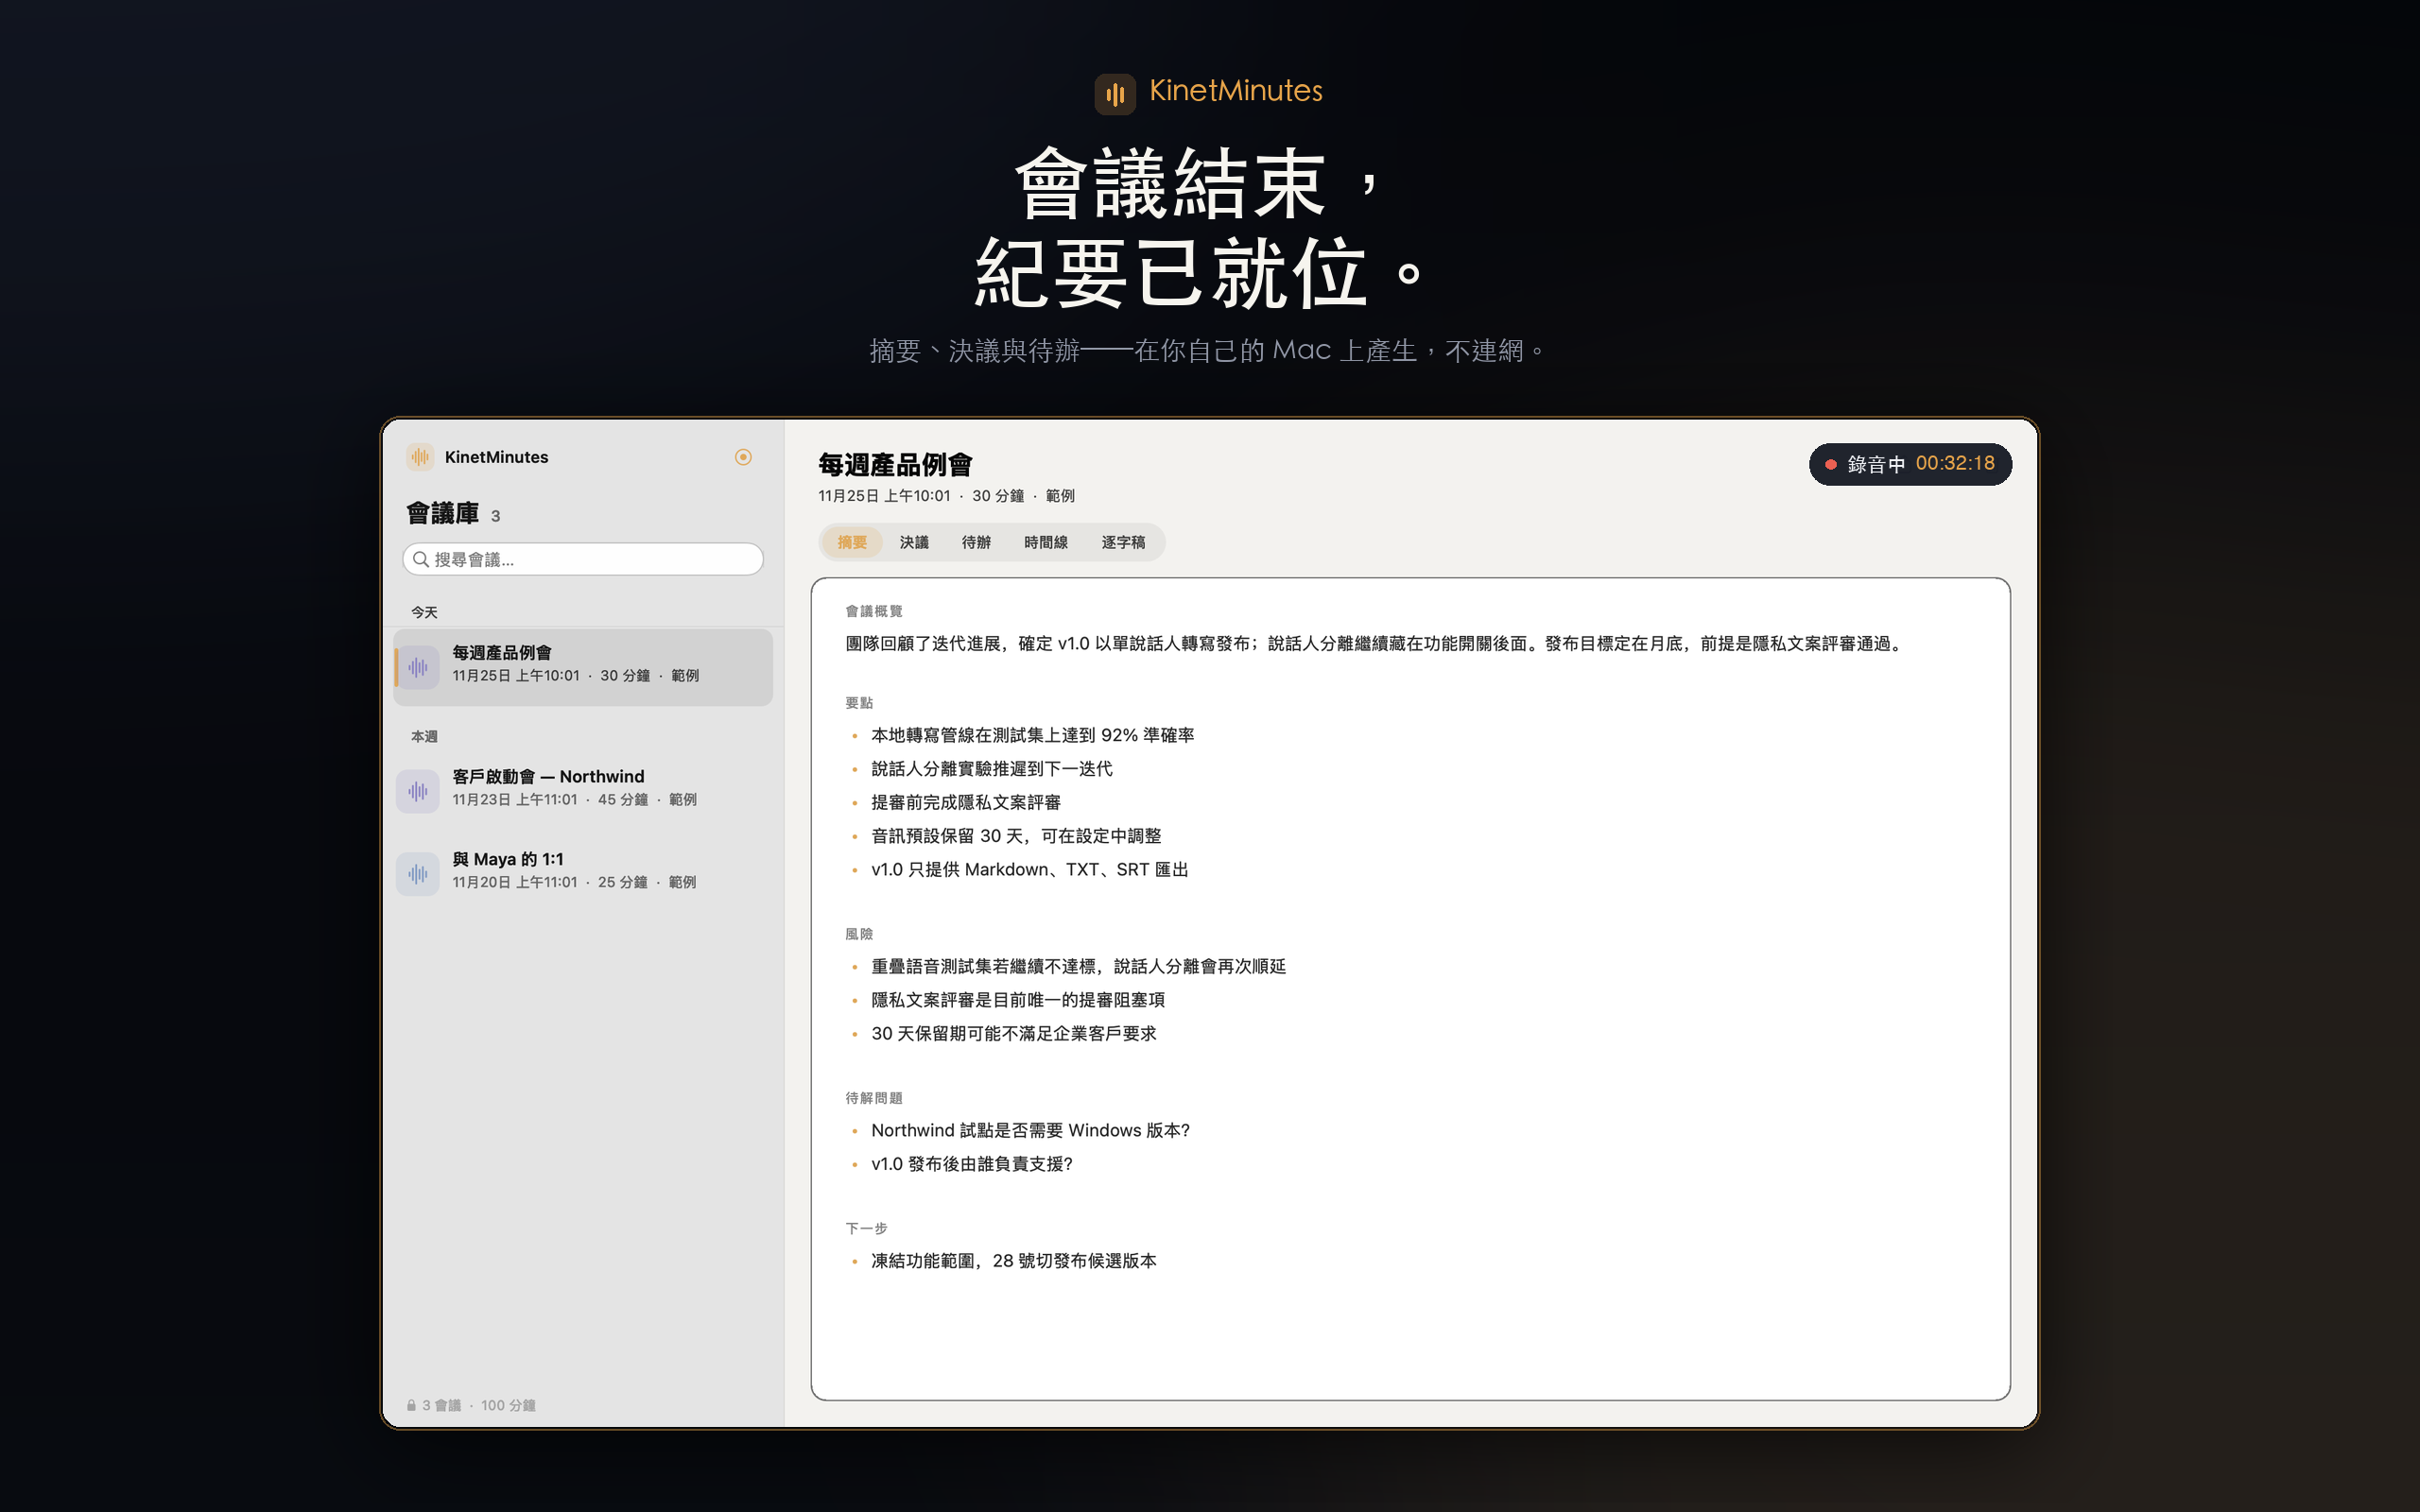 KinetMinutes
會議結束，
紀要已就位。
摘要、決議與待辦——在你自己的 Mac 上產生，不連網。
KinetMinutes
會議庫 3
搜尋會議...
今天
每週產品例會
11月25日 上午10:01 · 30 分鐘 · 範例
本週
客戶啟動會 — Northwind
11月23日 上午11:01 · 45 分鐘 · 範例
與 Maya 的 1:1
11月20日 上午11:01 · 25 分鐘 · 範例
3 會議 · 100 分鐘
每週產品例會
11月25日 上午10:01 · 30 分鐘 · 範例
錄音中 00:32:18
摘要 決議 待辦 時間線 逐字稿
會議概覽
團隊回顧了迭代進展，確定 v1.0 以單說話人轉寫發布；說話人分離繼續藏在功能開關後面。發布目標定在月底，前提是隱私文案評審通過。
要點
• 本地轉寫管線在測試集上達到 92% 準確率
• 說話人分離實驗推遲到下一迭代
• 提審前完成隱私文案評審
• 音訊預設保留 30 天，可在設定中調整
• v1.0 只提供 Markdown、TXT、SRT 匯出
風險
• 重疊語音測試集若繼續不達標，說話人分離會再次順延
• 隱私文案評審是目前唯一的提審阻塞項
• 30 天保留期可能不滿足企業客戶要求
待解問題
• Northwind 試點是否需要 Windows 版本?
• v1.0 發布後由誰負責支援?
下一步
• 凍結功能範圍，28 號切發布候選版本